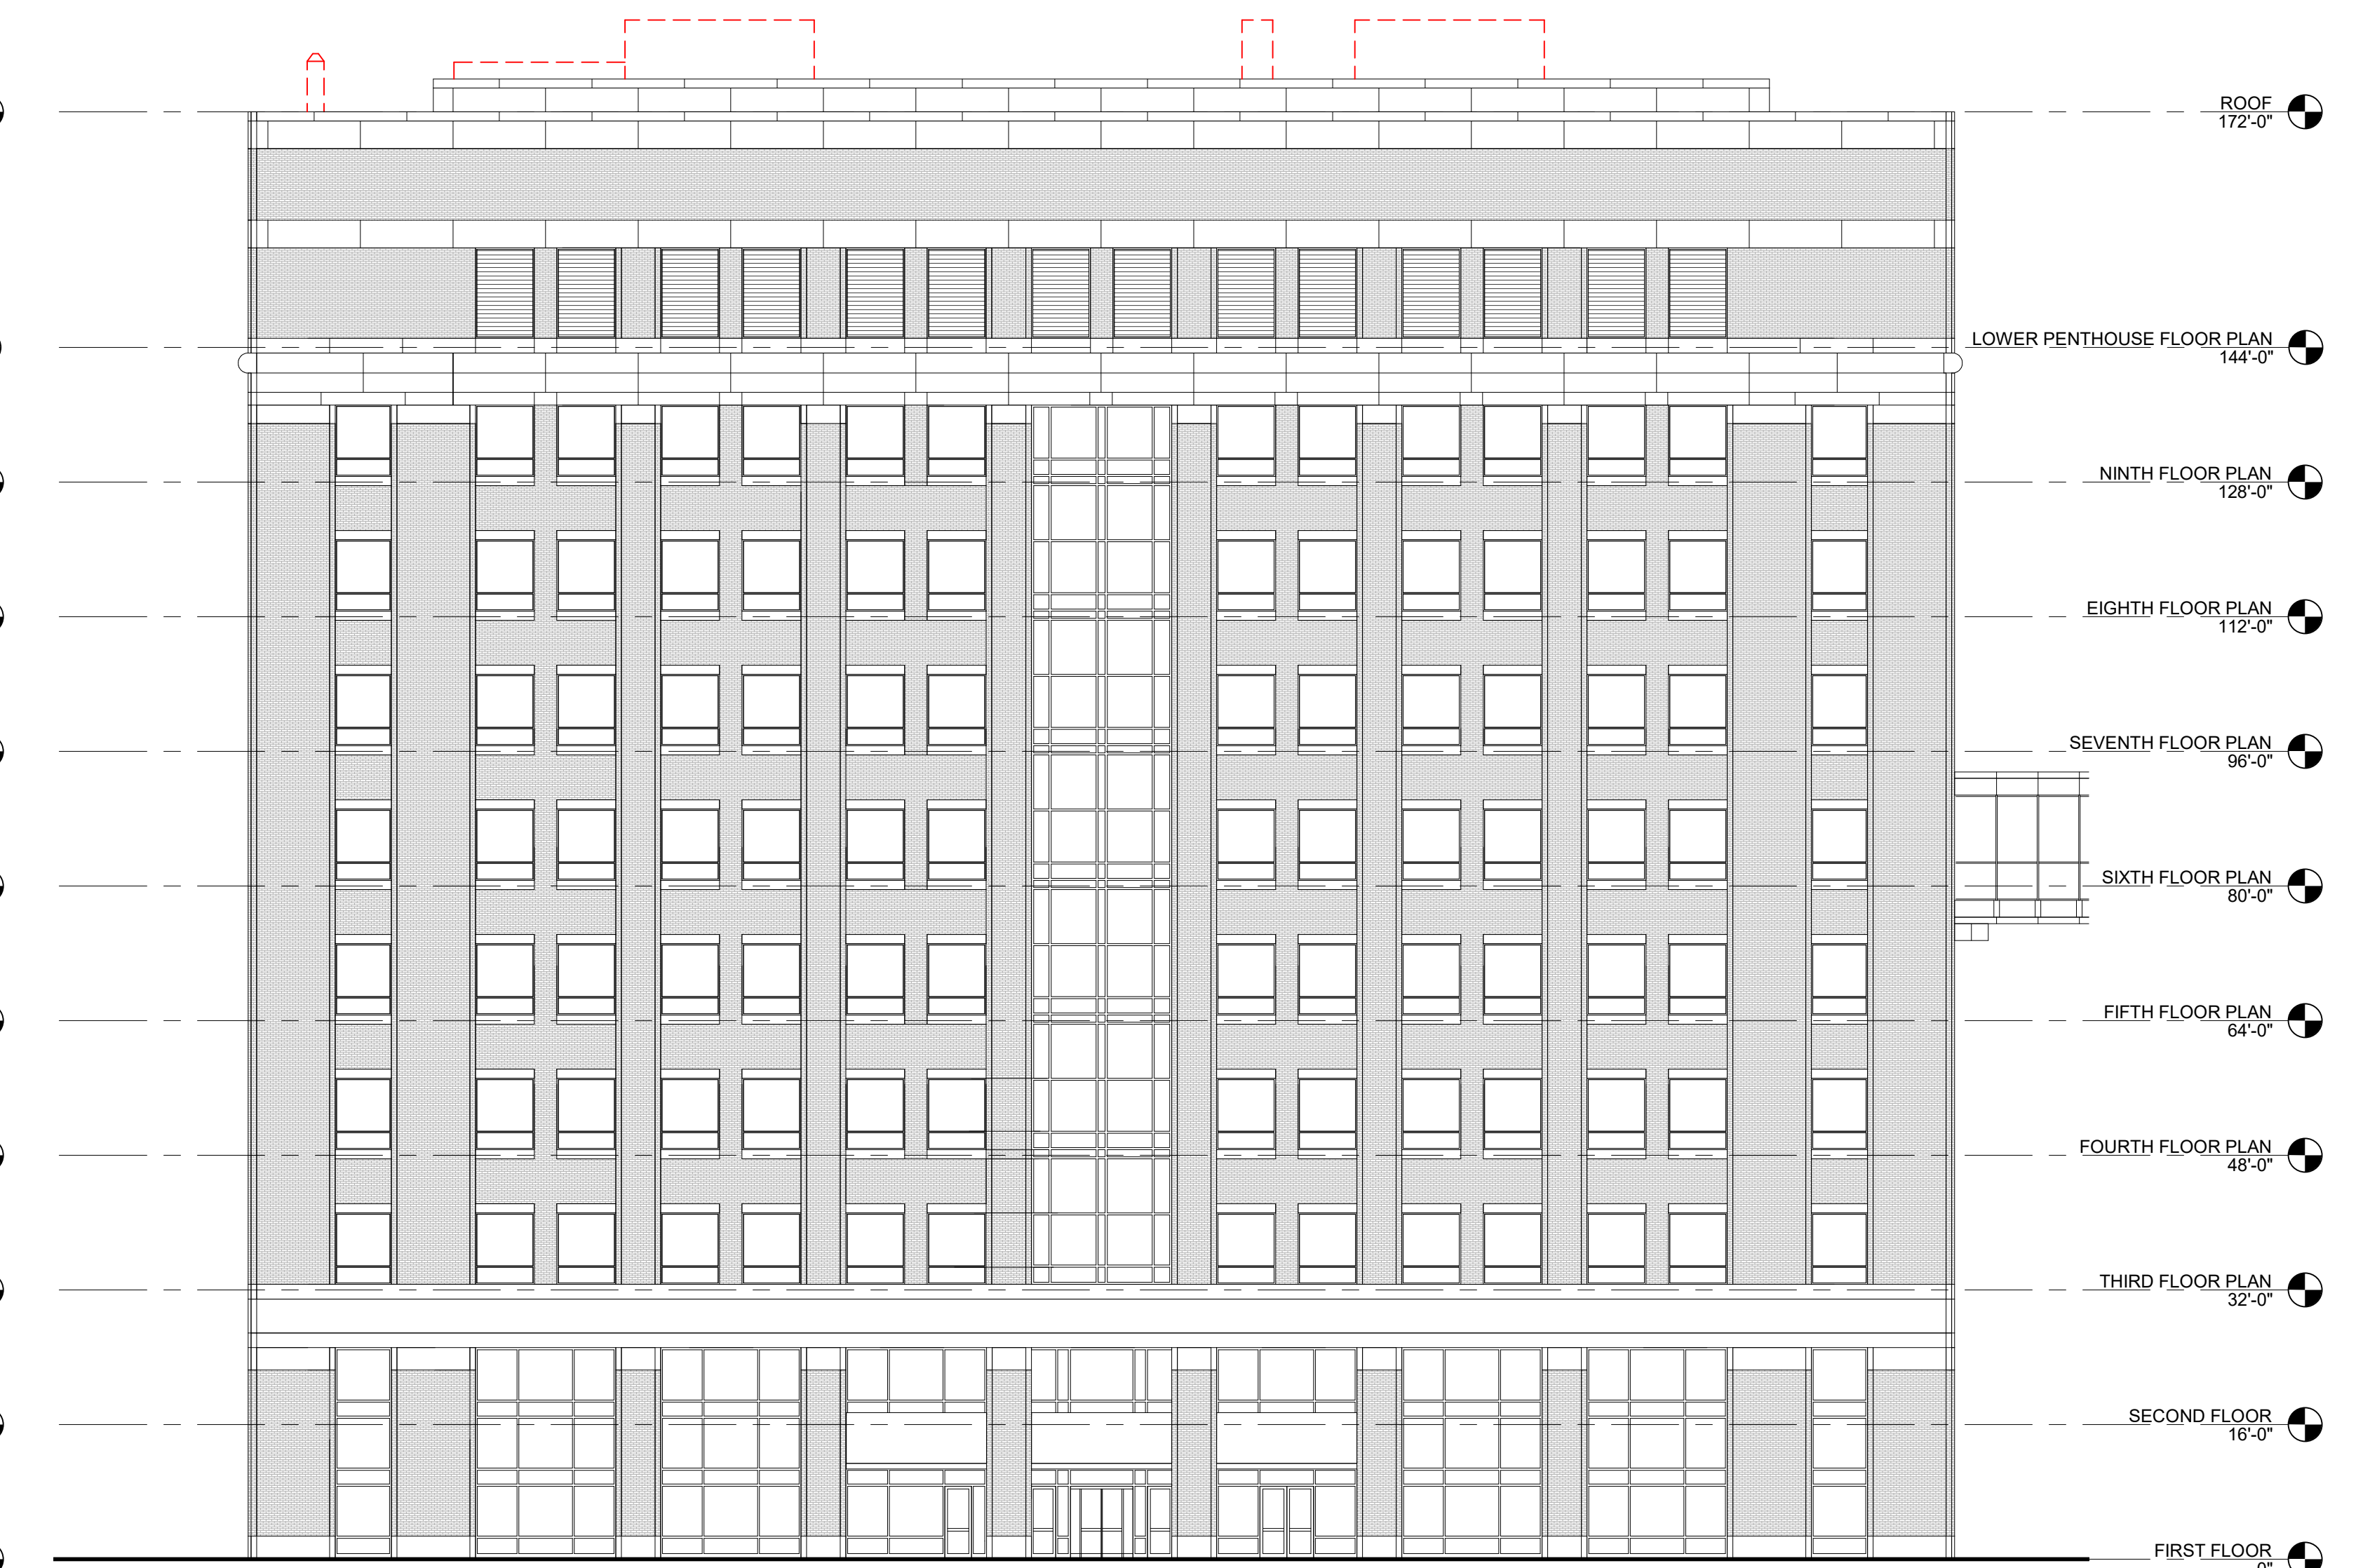 ROOF
172'-0"
LOWER PENTHOUSE FLOOR PLAN
144'-0"
NINTH FLOOR PLAN
128'-0"
EIGHTH FLOOR PLAN
112'-0"
SEVENTH FLOOR PLAN
96'-0"
SIXTH FLOOR PLAN
80'-0"
FIFTH FLOOR PLAN
64'-0"
FOURTH FLOOR PLAN
48'-0"
THIRD FLOOR PLAN
32'-0"
SECOND FLOOR
16'-0"
FIRST FLOOR